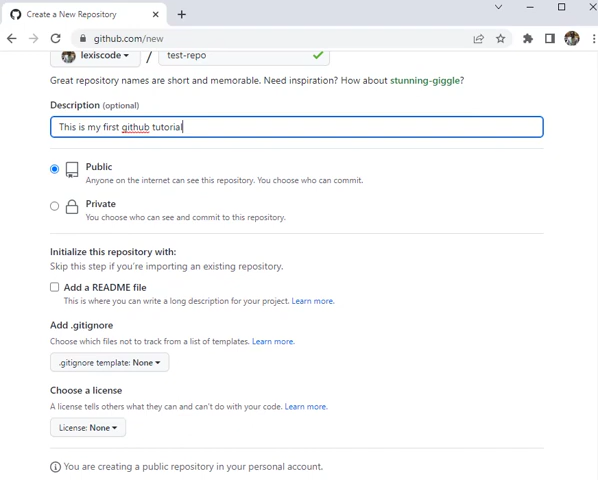 Create a New Repository
github.com/new
lexiscode / test-repo
Great repository names are short and memorable. Need inspiration? How about stunning-giggle?
Description (optional)
This is my first github tutorial
Public
Anyone on the internet can see this repository. You choose who can commit.
Private
You choose who can see and commit to this repository.
Initialize this repository with:
Skip this step if you're importing an existing repository.
Add a README file
This is where you can write a long description for your project. Learn more.
Add .gitignore
Choose which files not to track from a list of templates. Learn more.
.gitignore template: None
Choose a license
A license tells others what they can and can't do with your code. Learn more.
License: None
You are creating a public repository in your personal account.